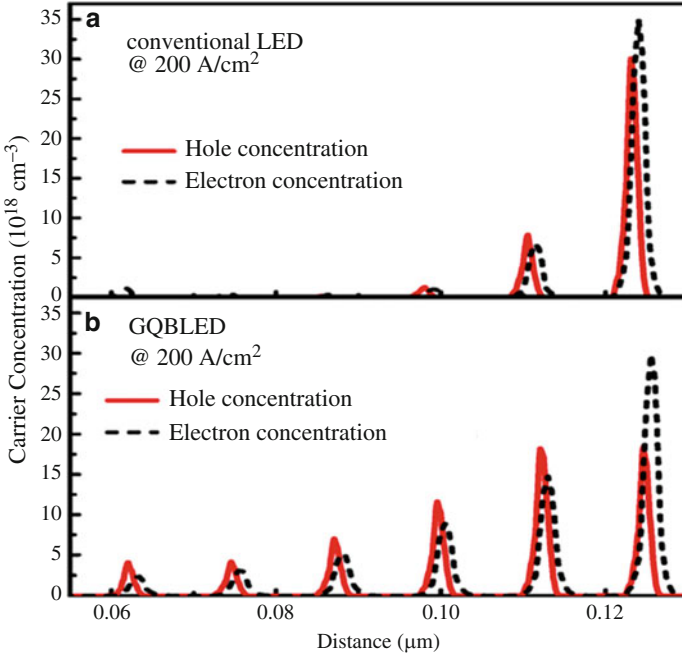 Carrier Concentration (10¹⁸ cm⁻³)
a
conventional LED
@ 200 A/cm²
Hole concentration
Electron concentration
35
30
25
20
15
10
5
0
b
GQBLED
@ 200 A/cm²
Hole concentration
Electron concentration
35
30
25
20
15
10
5
0
0.06 0.08 0.10 0.12
Distance (μm)